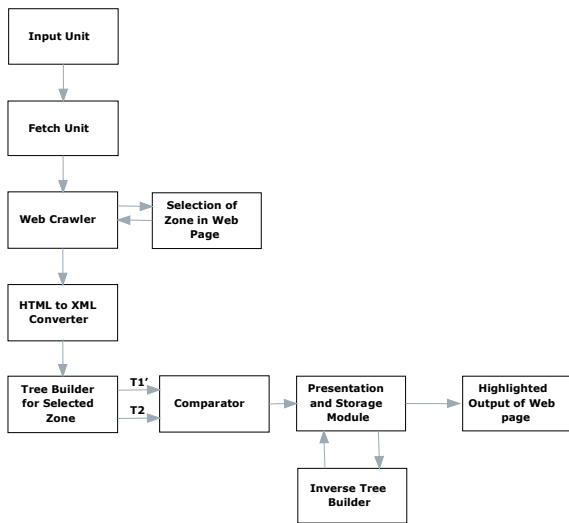 Input Unit
Fetch Unit
Web Crawler
Selection of
Zone in Web
Page
HTML to XML
Converter
Tree Builder
for Selected
Zone
T1’
T2
Comparator
Presentation
and Storage
Module
Highlighted
Output of Web
page
Inverse Tree
Builder